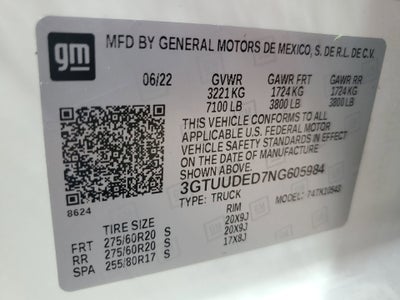 gm
MFD BY GENERAL MOTORS DE MEXICO, S. DE R.L. DE C.V.
06/22 GVWR GAWR FRT GAWR RR
3221 KG 1724 KG 1724 KG
7100 LB 3800 LB 3800 LB
THIS VEHICLE CONFORMS TO ALL
APPLICABLE U.S. FEDERAL MOTOR
VEHICLE SAFETY STANDARDS IN EFFECT
ON THE DATE OF MANUFACTURE
SHOWN ABOVE.
3GTUUDED7NG605984
TYPE: TRUCK MODEL:
8624
TIRE SIZE RIM
FRT 275/60R20 S 20X9J
RR 275/60R20 S 20X9J
SPA 255/80R17 S 17X8J